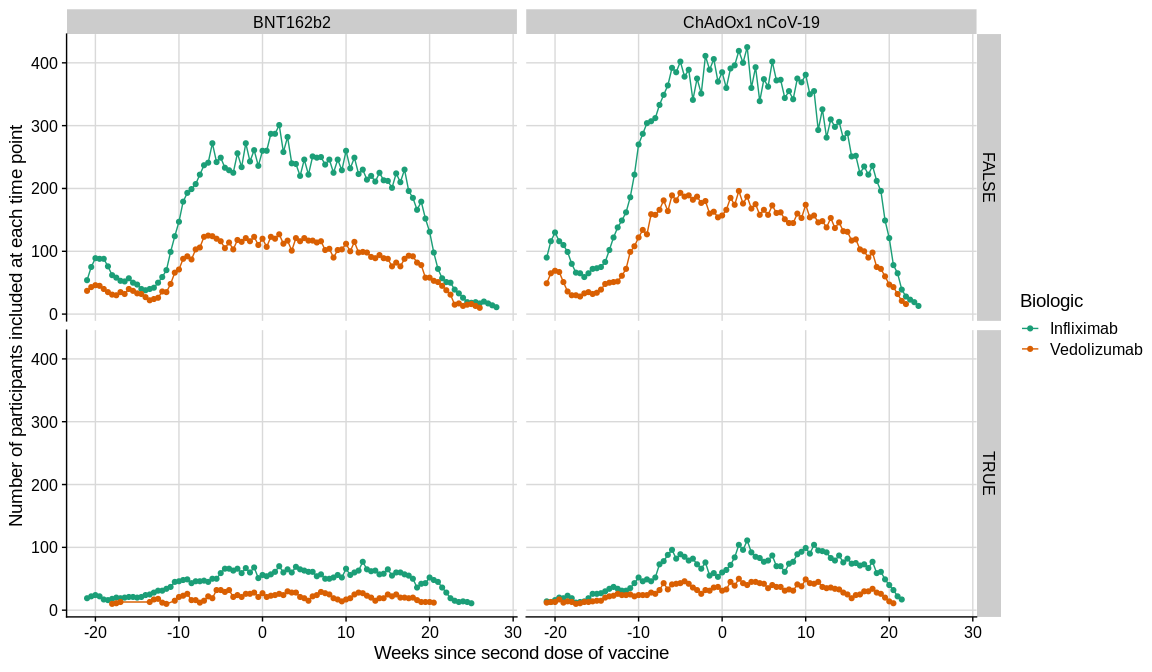 BNT162b2
ChAdOx1 nCoV-19
Number of participants included at each time point
400
300
200
100
0
FALSE
400
300
200
100
0
TRUE
-20
-10
0
10
20
30
-20
-10
0
10
20
30
Weeks since second dose of vaccine
Biologic
Infliximab
Vedolizumab